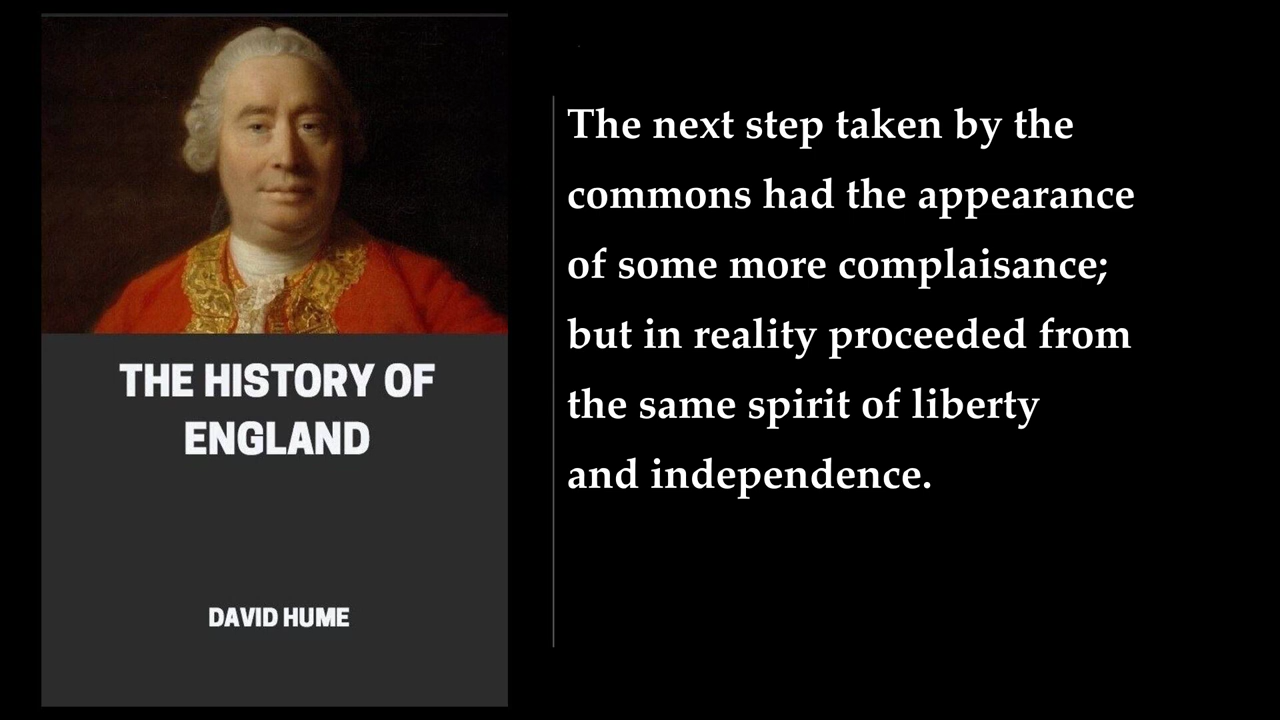 THE HISTORY OF
ENGLAND
DAVID HUME
The next step taken by the
commons had the appearance
of some more complaisance;
but in reality proceeded from
the same spirit of liberty
and independence.